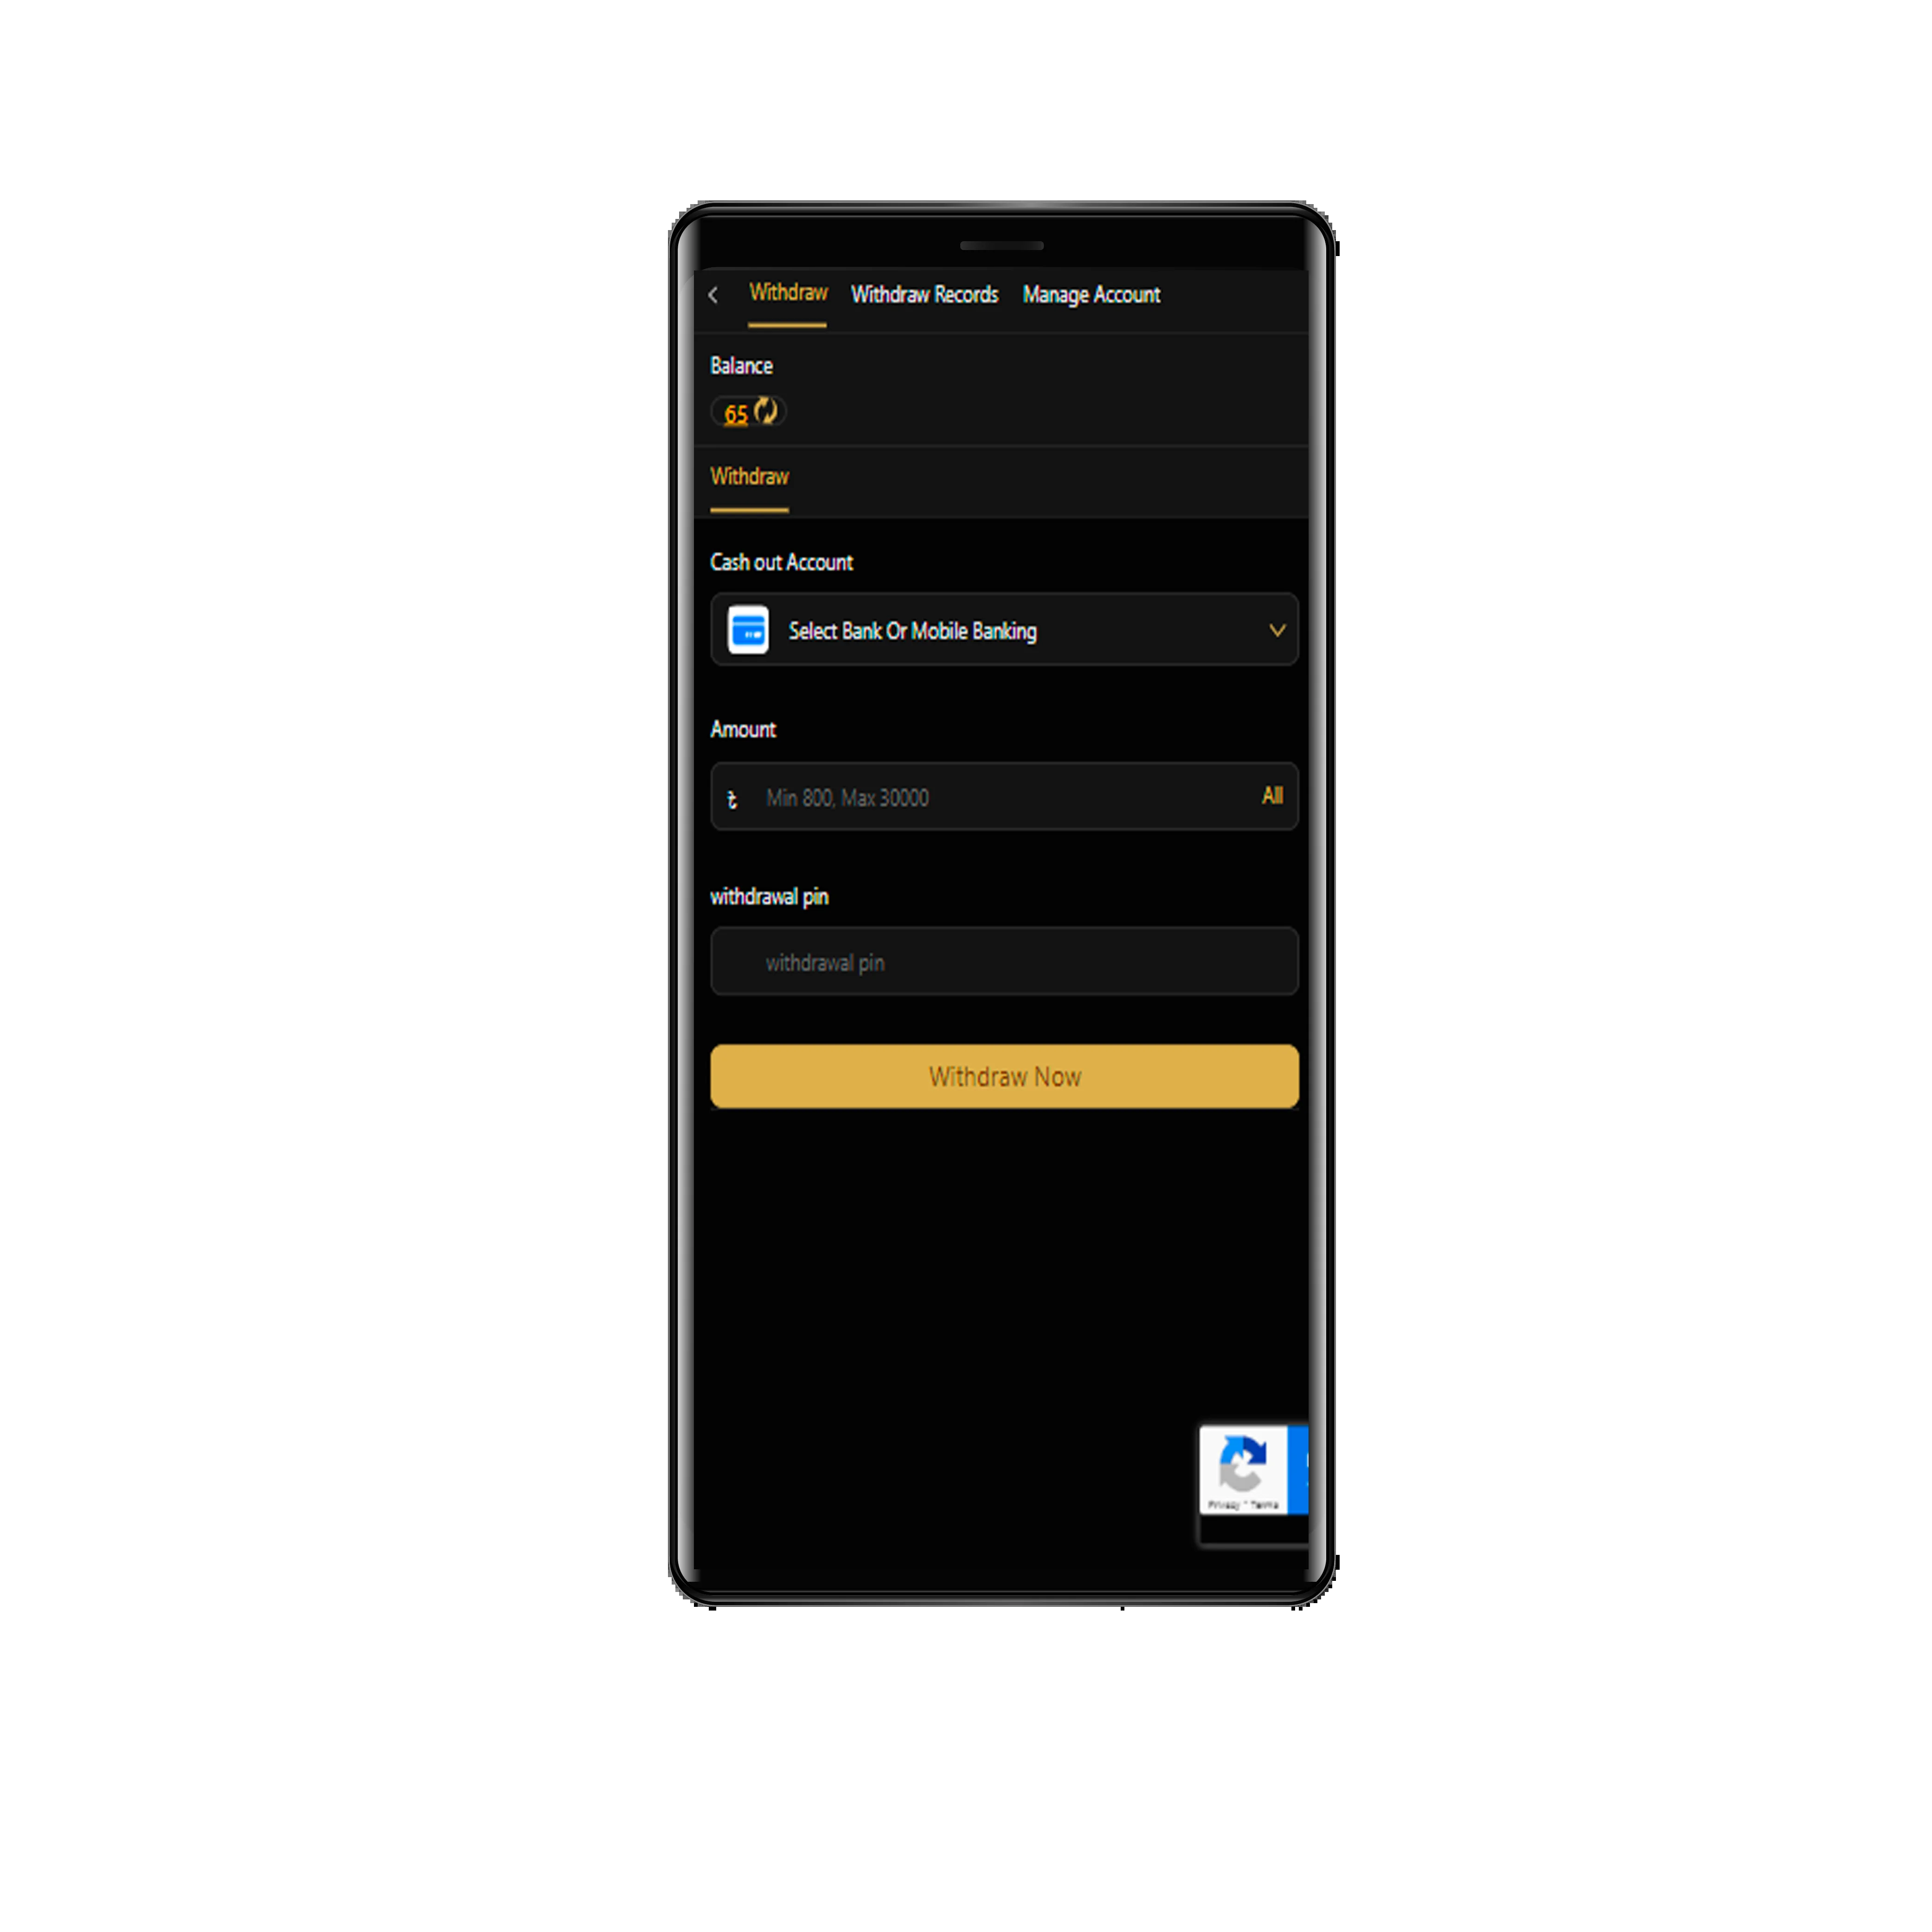 Withdraw Withdraw Records Manage Account
Balance
65
Withdraw
Cash out Account
Select Bank Or Mobile Banking
Amount
৳ Min 800, Max 30000 All
withdrawal pin
withdrawal pin
Withdraw Now
Privacy - Terms